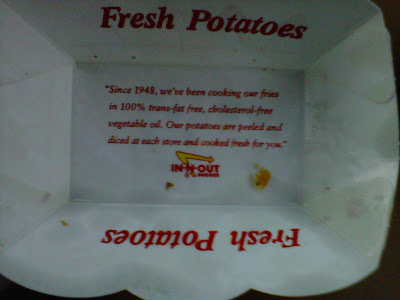 Fresh Potatoes
"Since 1948, we've been cooking our fries
in 100% trans-fat free, cholesterol-free
vegetable oil. Our potatoes are peeled and
diced at each store and cooked fresh for you."
IN-N-OUT
BURGER
Fresh Potatoes